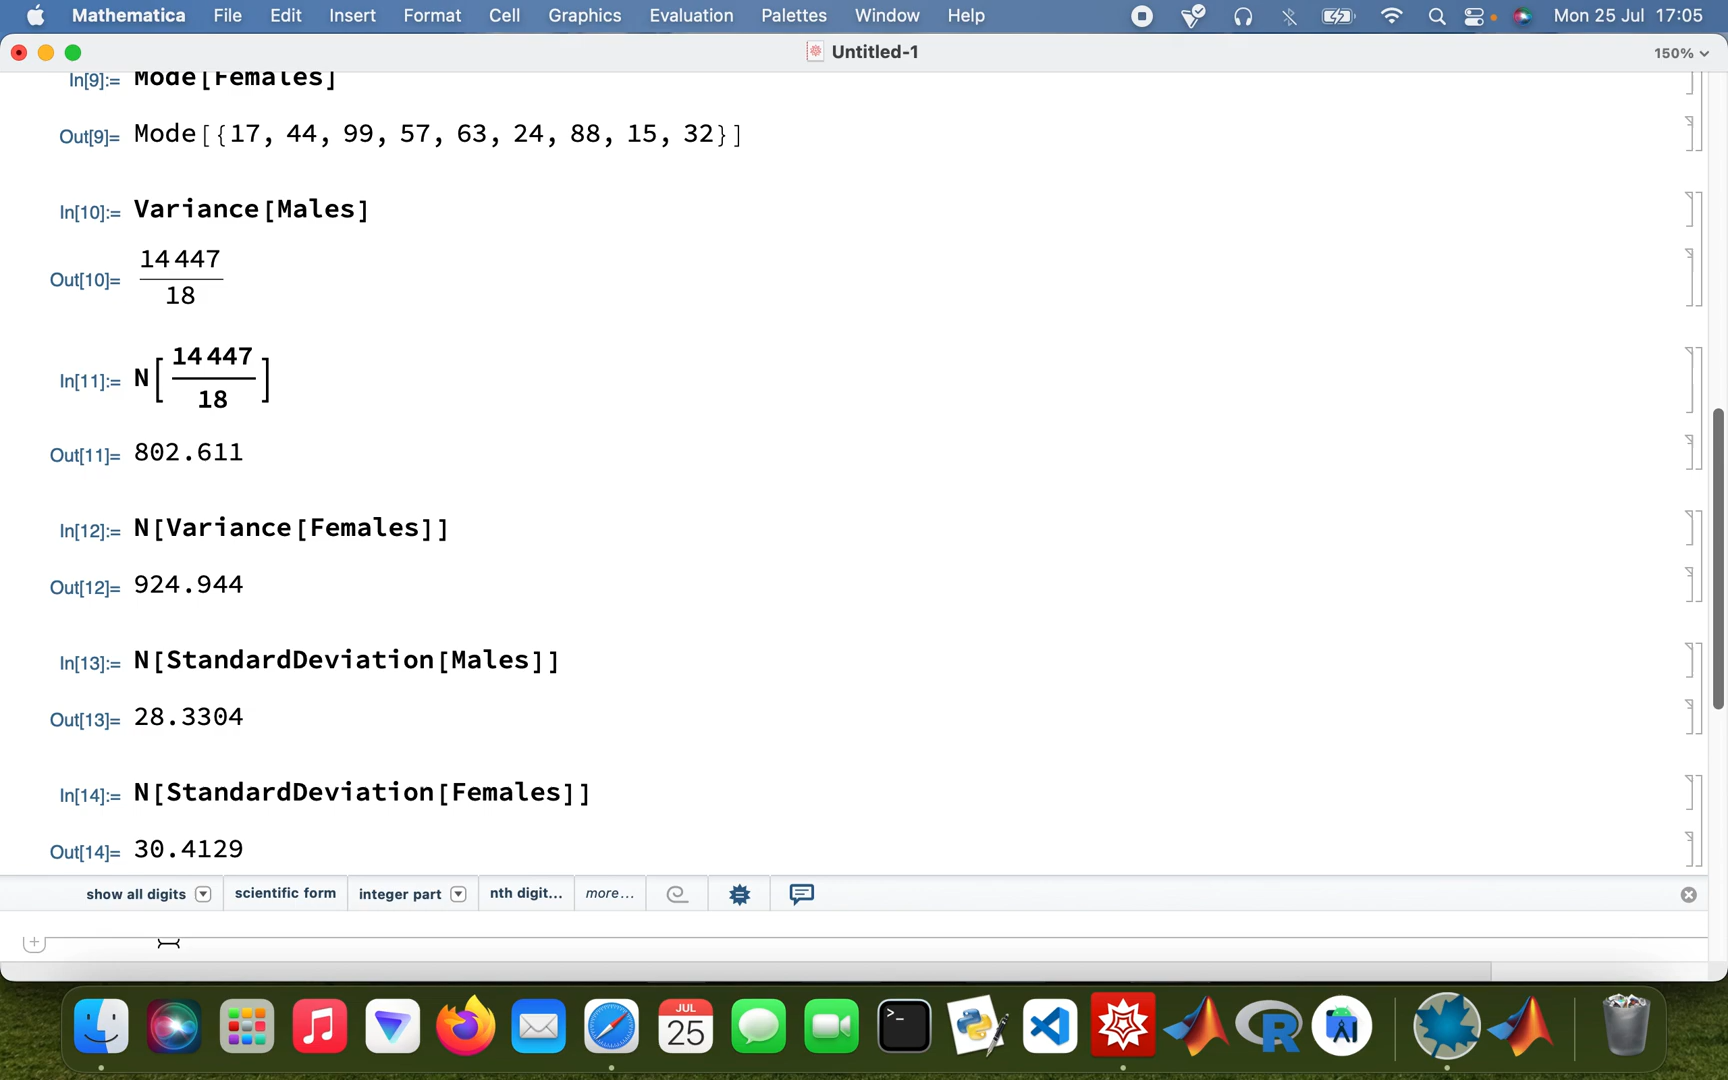 Mathematica File Edit Insert Format Cell Graphics Evaluation Palettes Window Help Mon 25 Jul 17:05
Untitled-1 150%
In[9]:= Mode[Females]
Out[9]= Mode[{17, 44, 99, 57, 63, 24, 88, 15, 32}]
In[10]:= Variance[Males]
14 447
Out[10]=
18
14 447
In[11]:= N[ ]
18
Out[11]= 802.611
In[12]:= N[Variance[Females]]
Out[12]= 924.944
In[13]:= N[StandardDeviation[Males]]
Out[13]= 28.3304
In[14]:= N[StandardDeviation[Females]]
Out[14]= 30.4129
show all digits scientific form integer part nth digit... more...
JUL
25
>_
R